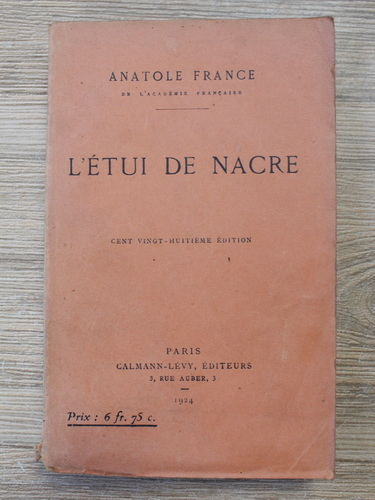 ANATOLE FRANCE
DE L'ACADÉMIE FRANÇAISE
L'ÉTUI DE NACRE
CENT VINGT-HUITIÈME ÉDITION
PARIS
CALMANN-LÉVY, ÉDITEURS
3, RUE AUBER, 3
1924
Prix : 6 fr. 75 c.